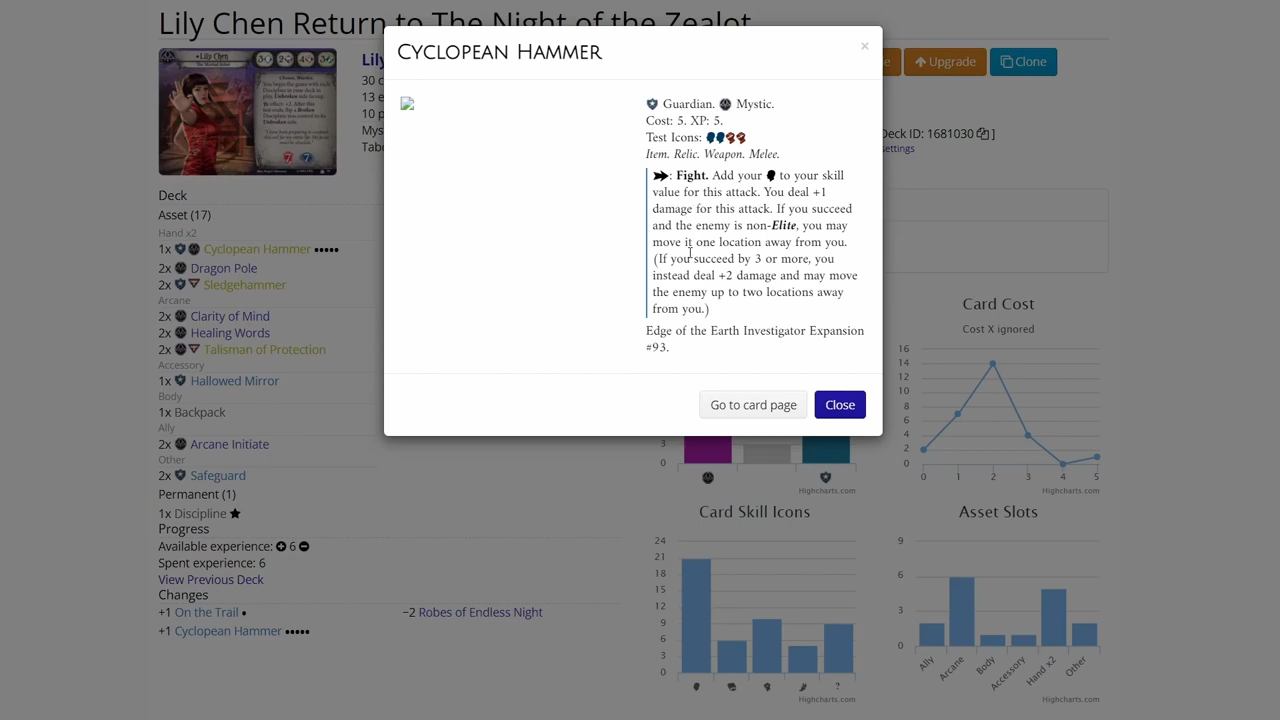 Lily Chen Return to The Night of the Zealot
CYCLOPEAN HAMMER
×
Guardian. Mystic.
Cost: 5. XP: 5.
Test Icons:
Item. Relic. Weapon. Melee.
: Fight. Add your to your skill
value for this attack. You deal +1
damage for this attack. If you succeed
and the enemy is non-Elite, you may
move it one location away from you.
(If you succeed by 3 or more, you
instead deal +2 damage and may move
the enemy up to two locations away
from you.)
Edge of the Earth Investigator Expansion
#93.
Go to card page
Close
Upgrade
Clone
Deck ID: 1681030
settings
Lily Chen
Deck
Asset (17)
Hand x2
1x Cyclopean Hammer •••••
2x Dragon Pole
2x Sledgehammer
Arcane
2x Clarity of Mind
2x Healing Words
2x Talisman of Protection
Accessory
1x Hallowed Mirror
Body
1x Backpack
Ally
2x Arcane Initiate
Other
2x Safeguard
Permanent (1)
1x Discipline ★
Progress
Available experience: 6
Spent experience: 6
View Previous Deck
Changes
+1 On the Trail •
−2 Robes of Endless Night
+1 Cyclopean Hammer •••••
Card Cost
Cost X ignored
16
14
12
10
8
6
4
2
0
0 1 2 3 4 5
Highcharts.com
3
0
Highcharts.com
Card Skill Icons
24
21
18
15
12
9
6
3
0
?
Highcharts.com
Asset Slots
9
6
3
0
Ally
Arcane
Body
Accessory
Hand x2
Other
Highcharts.com